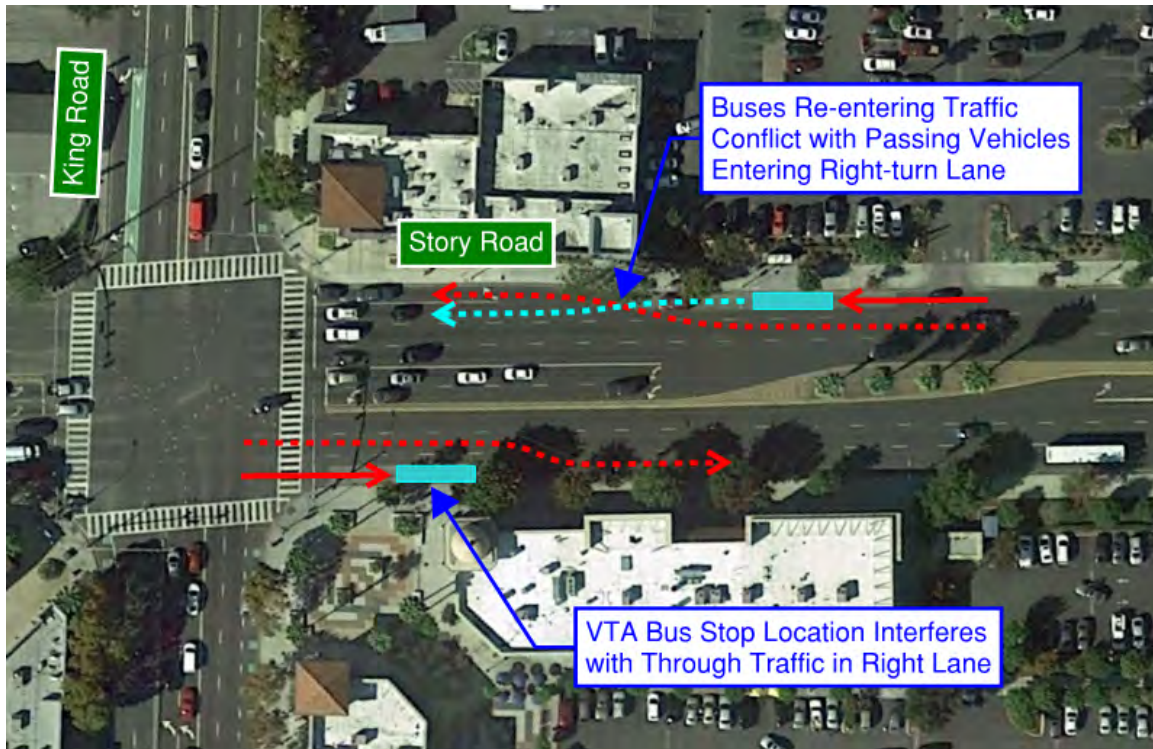 King Road
Buses Re-entering Traffic
Conflict with Passing Vehicles
Entering Right-turn Lane
Story Road
VTA Bus Stop Location Interferes
with Through Traffic in Right Lane